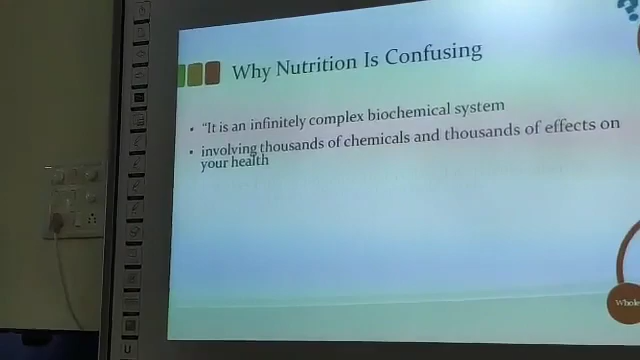 Why Nutrition Is Confusing
• "It is an infinitely complex biochemical system
• involving thousands of chemicals and thousands of effects on
your health
Whole